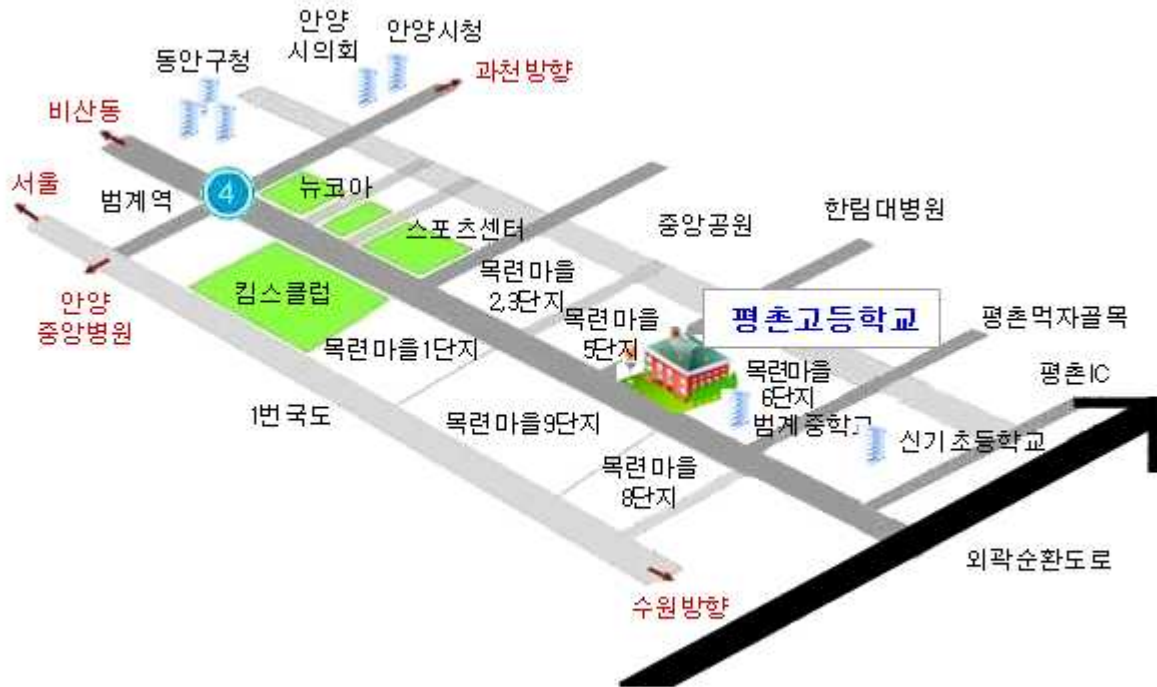 안양
시의회
안양시청
동안구청
과천방향
비산동
서울
범계역
4
뉴코아
스포츠센터
중앙공원
한림대병원
안양
중앙병원
킴스클럽
목련마을
2,3단지
목련마을
5단지
평촌고등학교
평촌먹자골목
목련마을1단지
목련마을
6단지
평촌IC
1번국도
목련마을9단지
범계중학교
신기초등학교
목련마을
8단지
외곽순환도로
수원방향